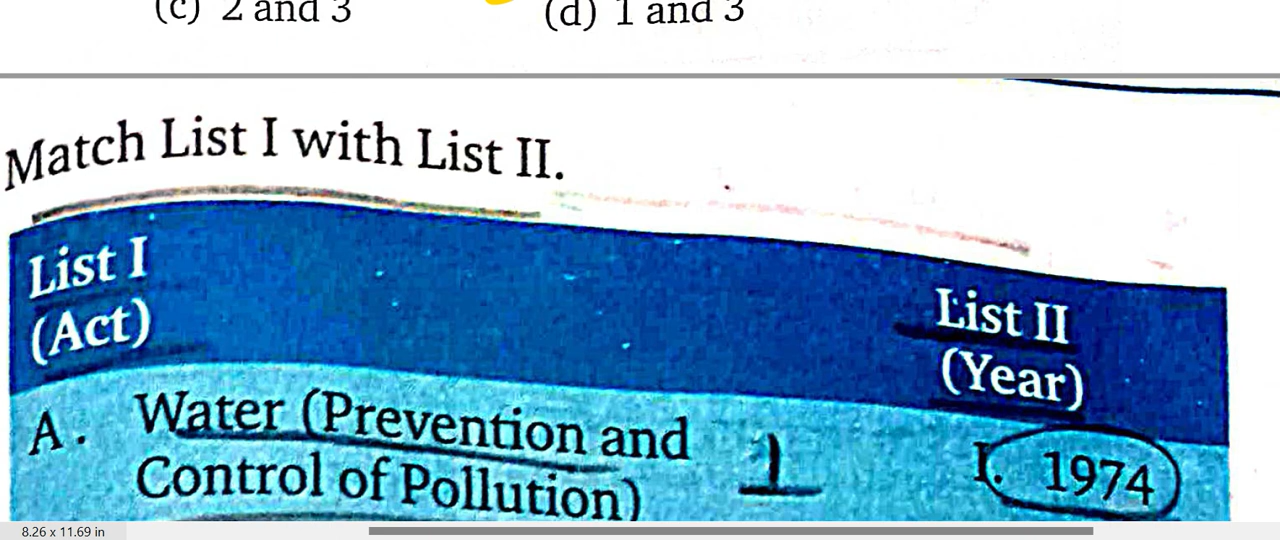 (c) 2 and 3 (d) 1 and 3
Match List I with List II.
List I
(Act)
List II
(Year)
A. Water (Prevention and
Control of Pollution)
1
I. 1974
8.26 x 11.69 in